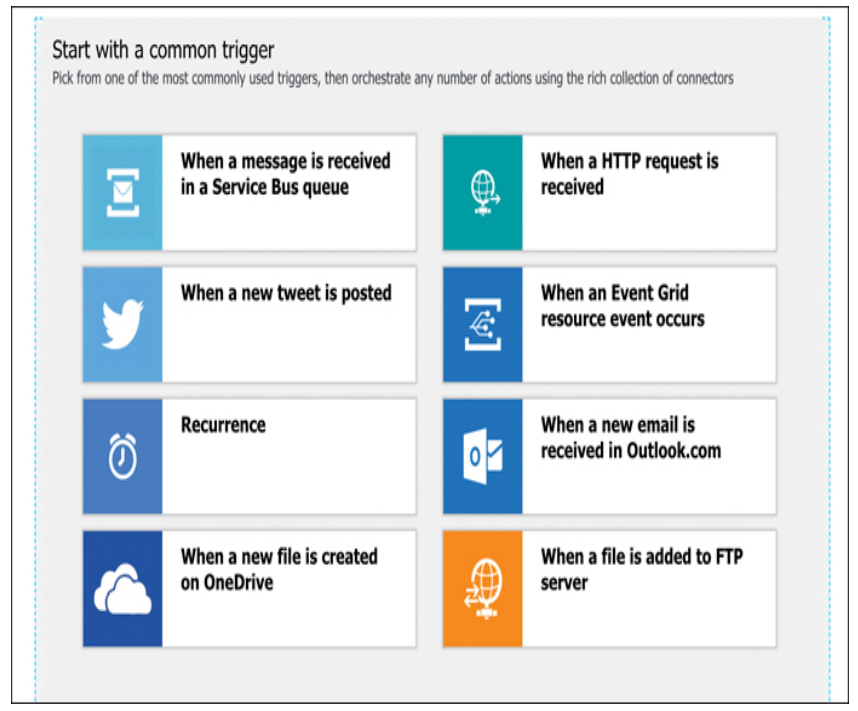 Start with a common trigger
Pick from one of the most commonly used triggers, then orchestrate any number of actions using the rich collection of connectors
When a message is received
in a Service Bus queue
When a HTTP request is
received
When a new tweet is posted
When an Event Grid
resource event occurs
Recurrence
When a new email is
received in Outlook.com
When a new file is created
on OneDrive
When a file is added to FTP
server